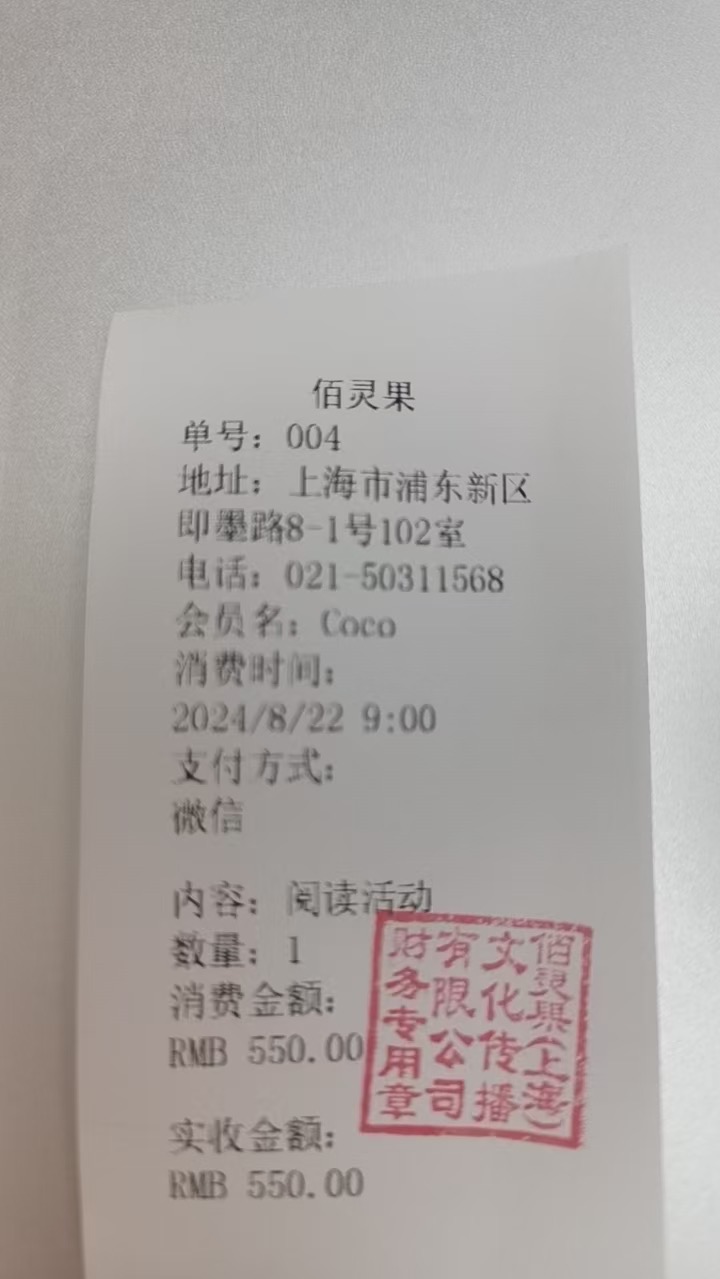 佰灵果
单号：004
地址：上海市浦东新区
即墨路8-1号102室
电话：021-50311568
会员名：Coco
消费时间：
2024/8/22 9:00
支付方式：
微信
内容：阅读活动
数量：1
消费金额：
RMB 550.00
实收金额：
RMB 550.00
佰灵果(上海)
文化传播
有限公司
财务专用章